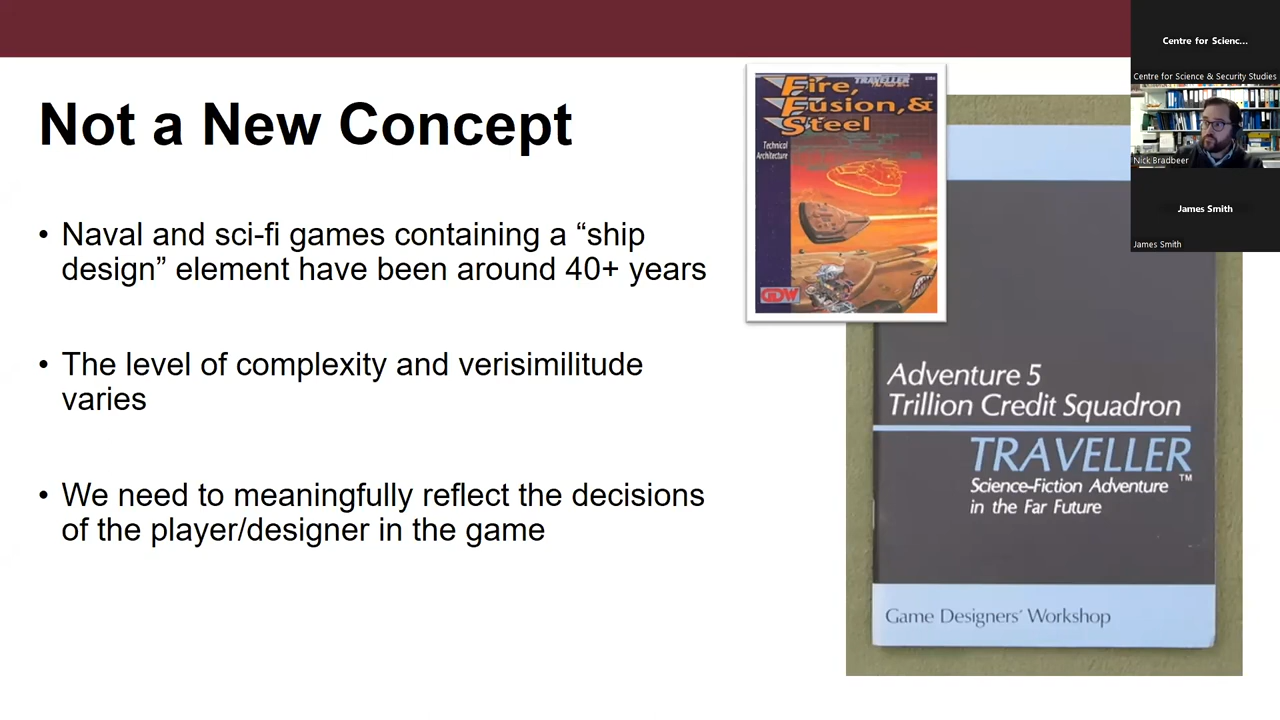 Not a New Concept
• Naval and sci-fi games containing a “ship
design” element have been around 40+ years
• The level of complexity and verisimilitude
varies
• We need to meaningfully reflect the decisions
of the player/designer in the game
TRAVELLER
Fire,
Fusion,&
Steel
Technical
Architecture
GDW
Adventure 5
Trillion Credit Squadron
TRAVELLER™
Science-Fiction Adventure
in the Far Future
Game Designers' Workshop
Centre for Scienc...
Centre for Science & Security Studies
Nick Bradbeer
James Smith
James Smith